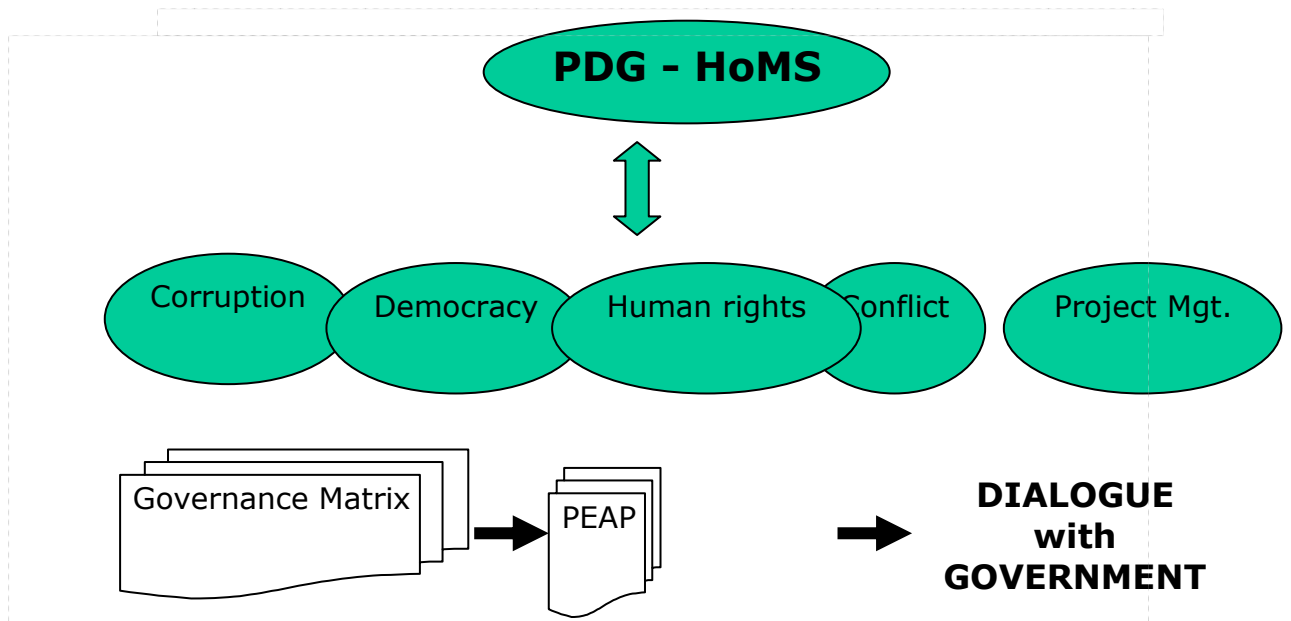 PDG – HoMS
Corruption
Democracy
Human rights
Conflict
Project Mgt.
Governance Matrix
PEAP
DIALOGUE
with
GOVERNMENT